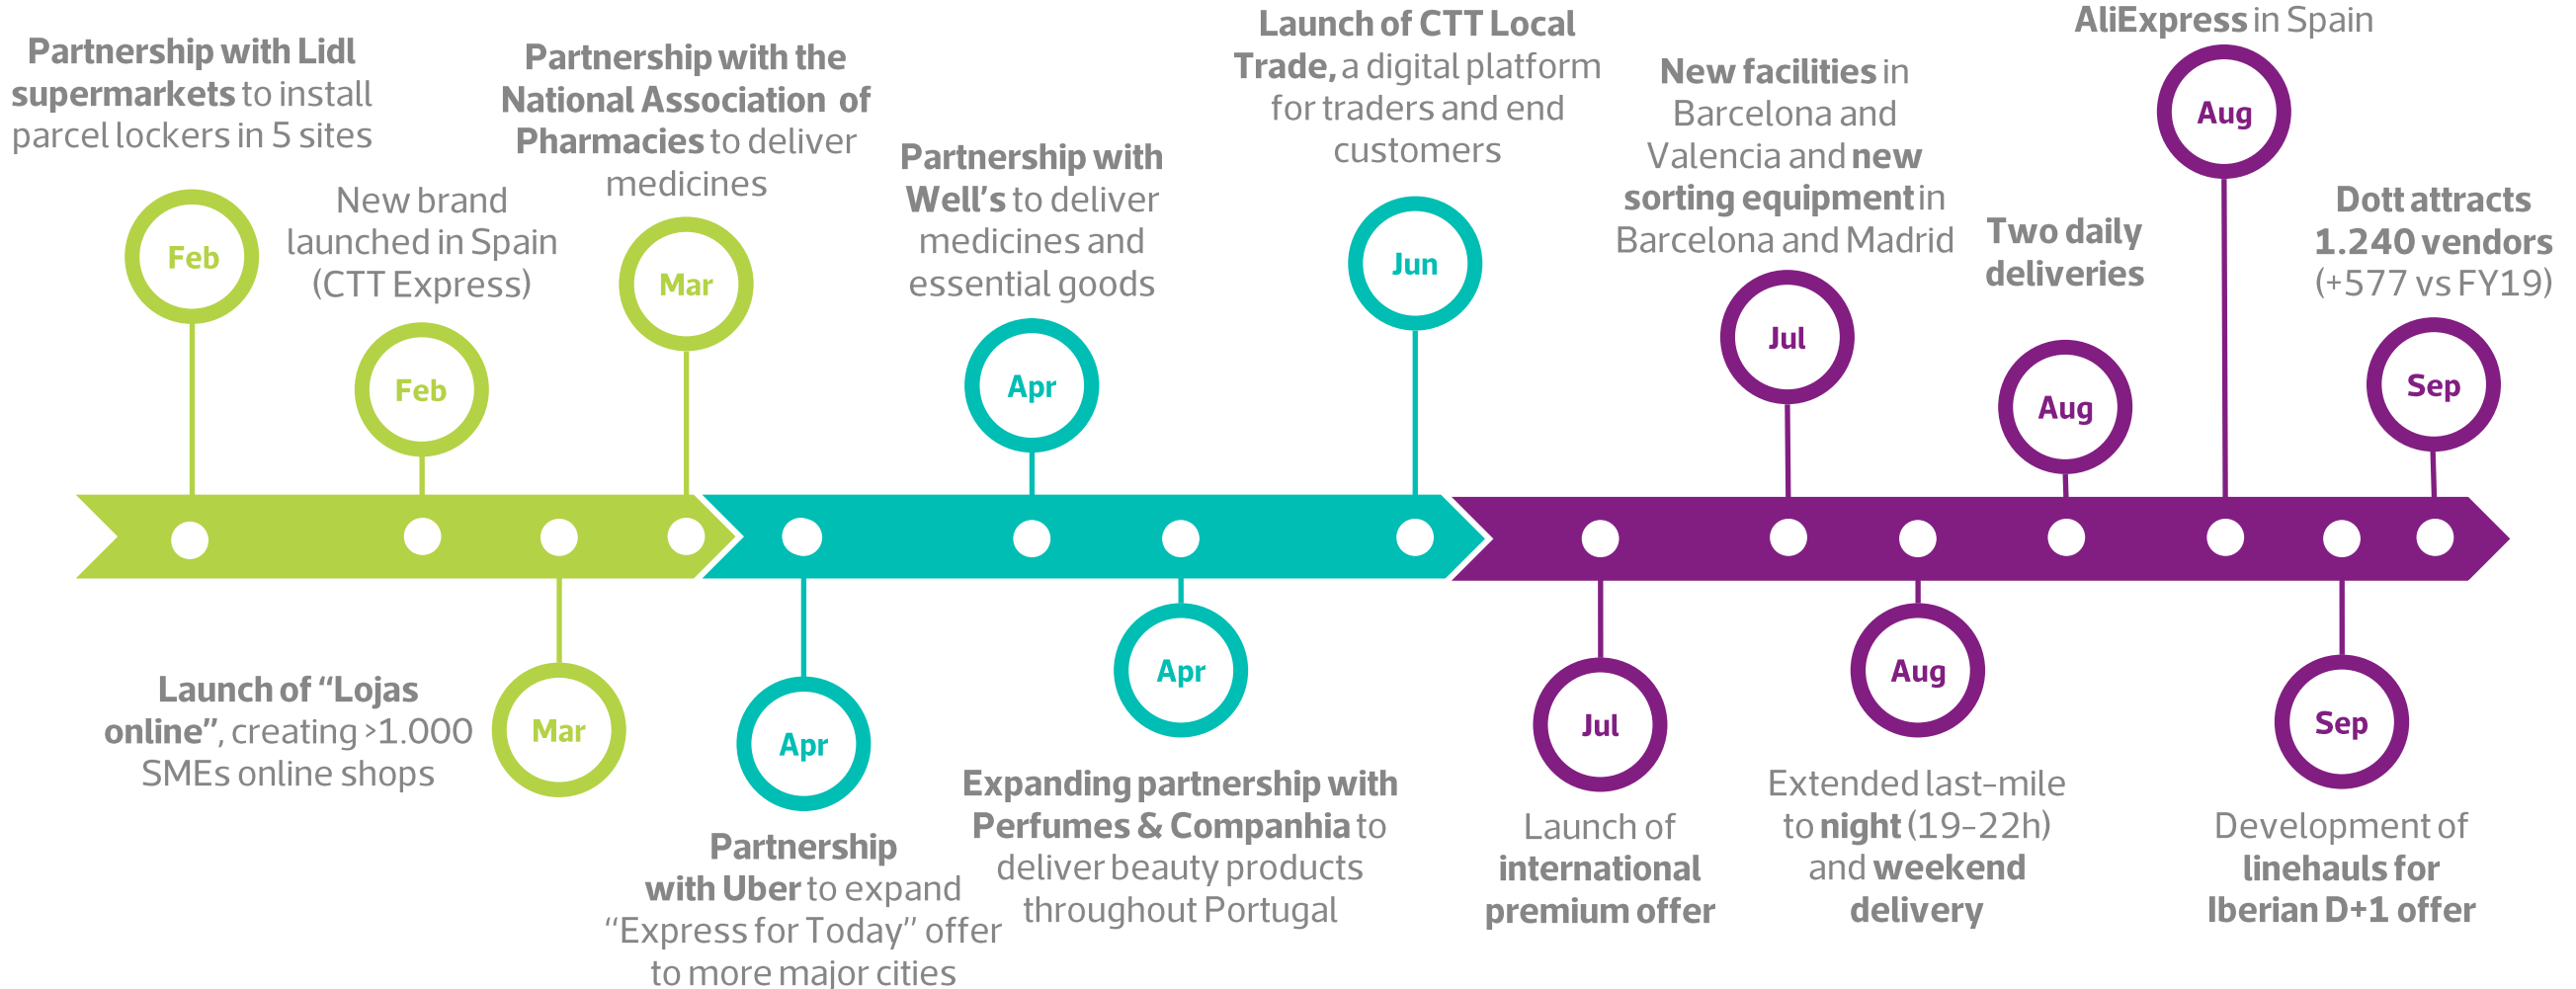 Partnership with Lidl
supermarkets to install
parcel lockers in 5 sites
Feb
New brand
launched in Spain
(CTT Express)
Feb
Launch of “Lojas
online”, creating >1.000
SMEs online shops
Mar
Partnership with the
National Association of
Pharmacies to deliver
medicines
Mar
Apr
Partnership
with Uber to expand
“Express for Today” offer
to more major cities
Partnership with
Well’s to deliver
medicines and
essential goods
Apr
Apr
Expanding partnership with
Perfumes & Companhia to
deliver beauty products
throughout Portugal
Launch of CTT Local
Trade, a digital platform
for traders and end
customers
Jun
Jul
Launch of
international
premium offer
New facilities in
Barcelona and
Valencia and new
sorting equipment in
Barcelona and Madrid
Jul
Aug
Extended last-mile
to night (19-22h)
and weekend
delivery
Two daily
deliveries
Aug
AliExpress in Spain
Aug
Sep
Development of
linehauls for
Iberian D+1 offer
Dott attracts
1.240 vendors
(+577 vs FY19)
Sep